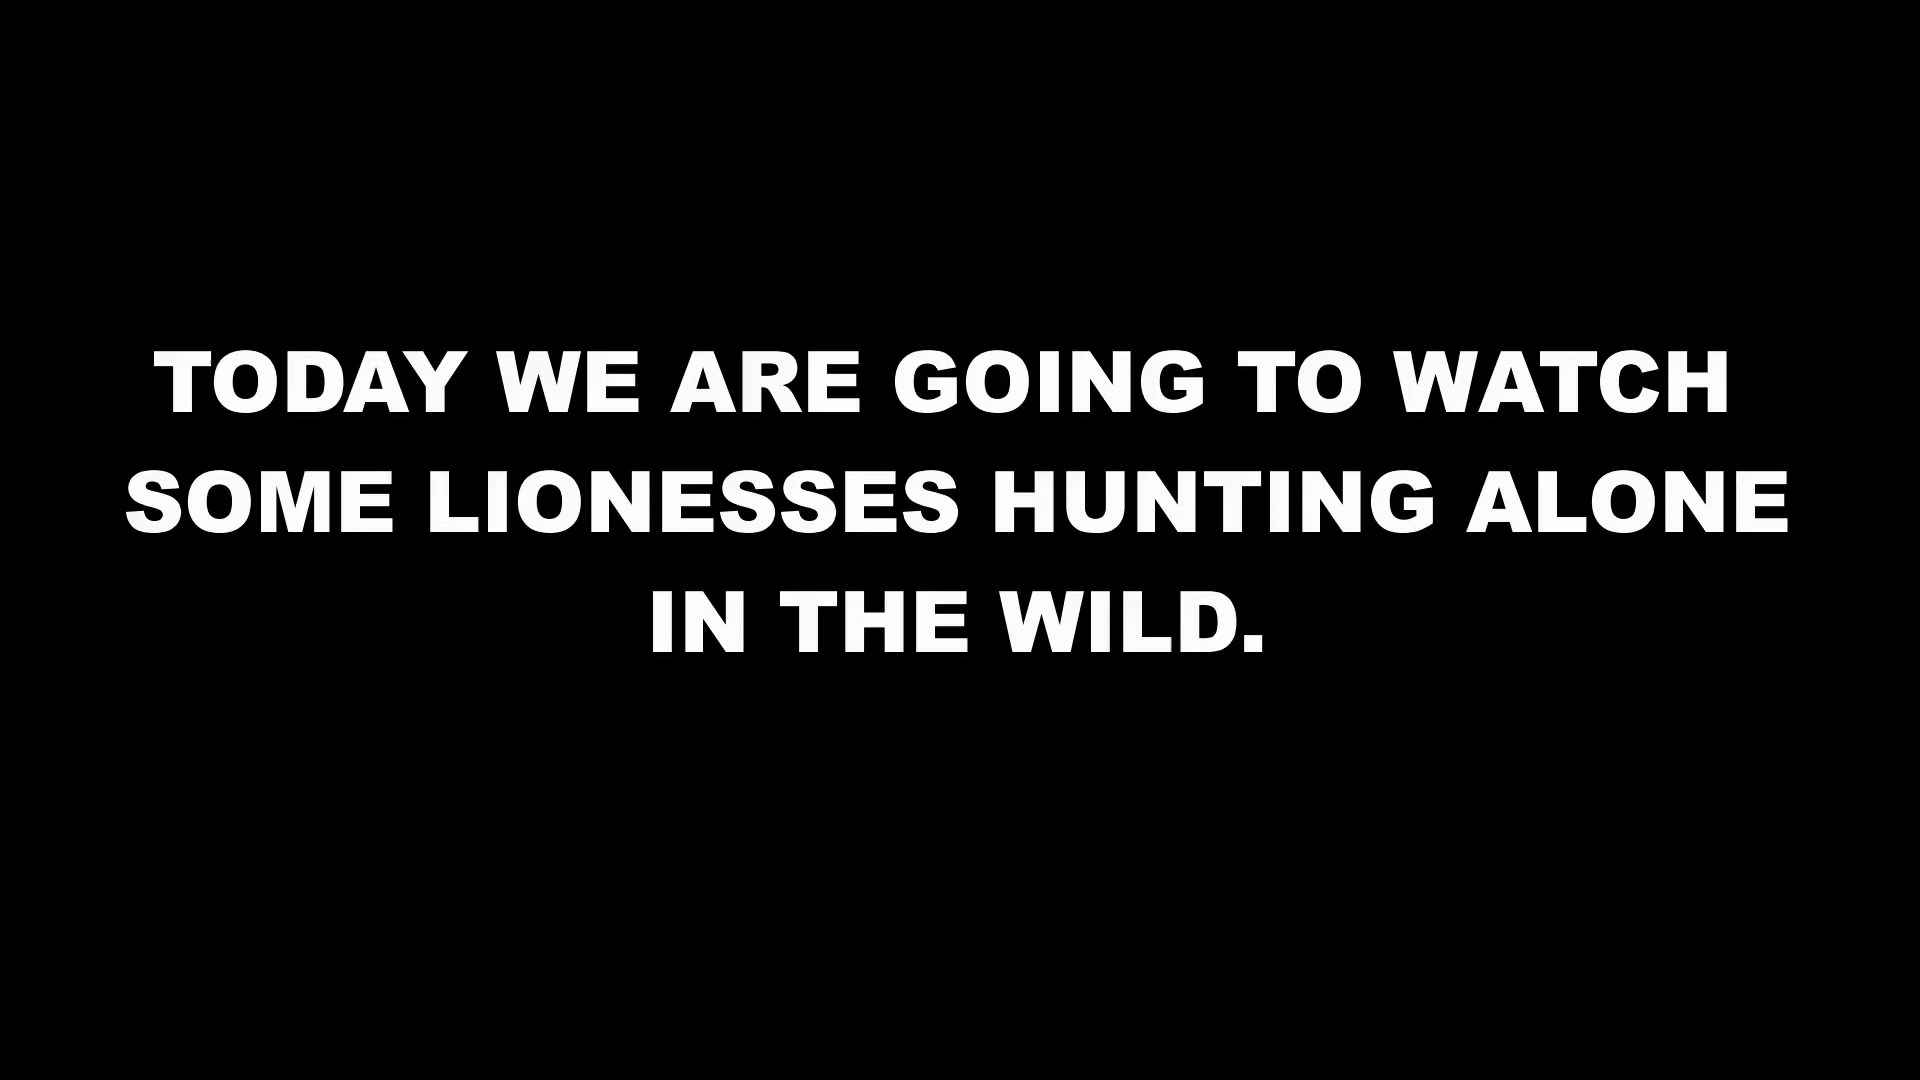 TODAY WE ARE GOING TO WATCH
SOME LIONESSES HUNTING ALONE
IN THE WILD.